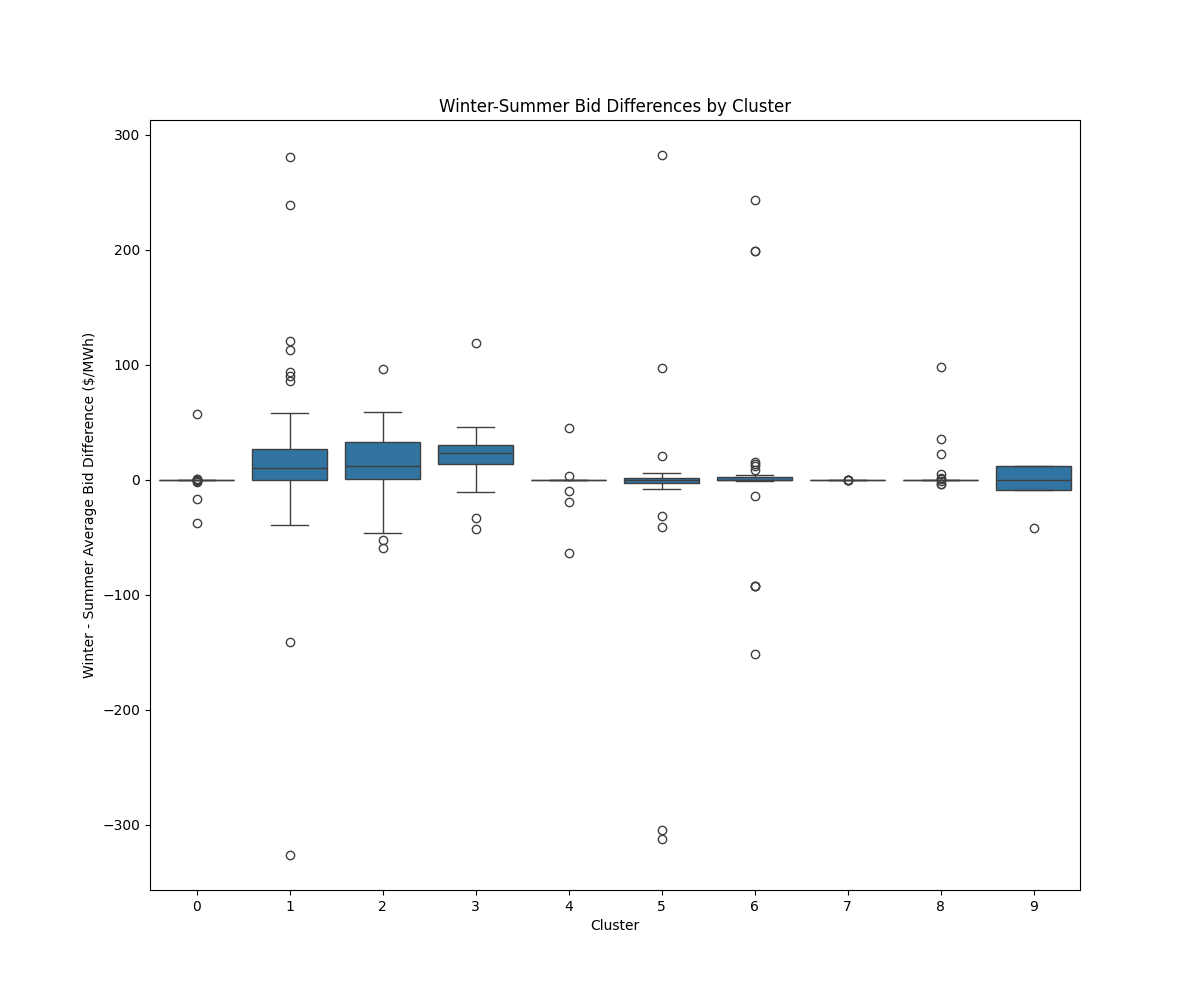 Winter-Summer Bid Differences by Cluster
Winter - Summer Average Bid Difference ($/MWh)
300
200
100
0
−100
−200
−300
0 1 2 3 4 5 6 7 8 9
Cluster